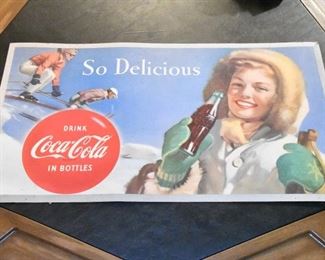 So Delicious
DRINK
Coca-Cola
IN BOTTLES